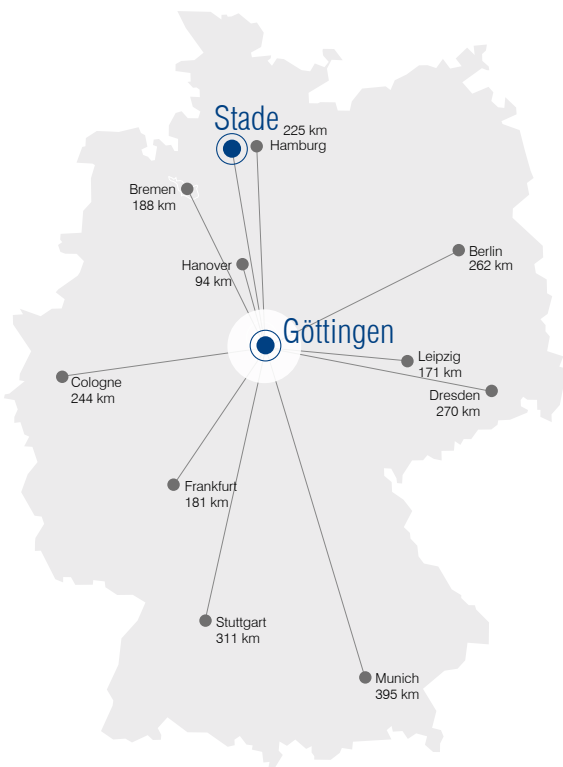 Stade
225 km
Hamburg
Bremen
188 km
Hanover
94 km
Berlin
262 km
Göttingen
Leipzig
171 km
Cologne
244 km
Dresden
270 km
Frankfurt
181 km
Stuttgart
311 km
Munich
395 km